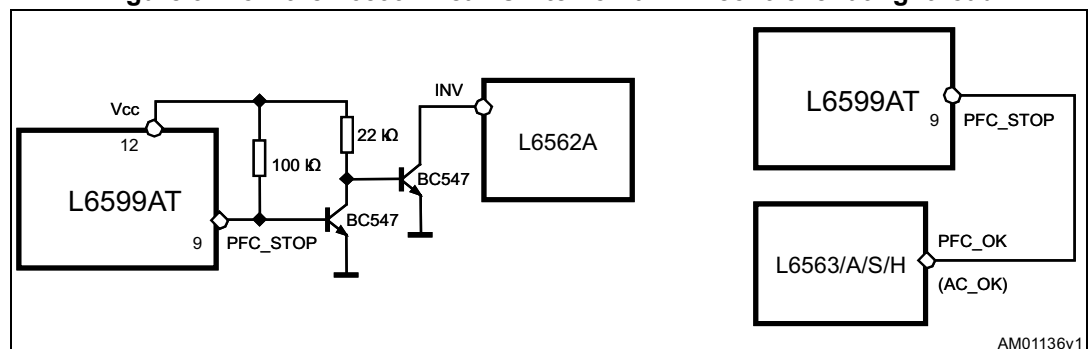 Vcc
12
L6599AT
9
PFC_STOP
100 kΩ
22 kΩ
BC547
BC547
INV
L6562A
L6599AT
9
PFC_STOP
L6563/A/S/H
PFC_OK
(AC_OK)
AM01136v1